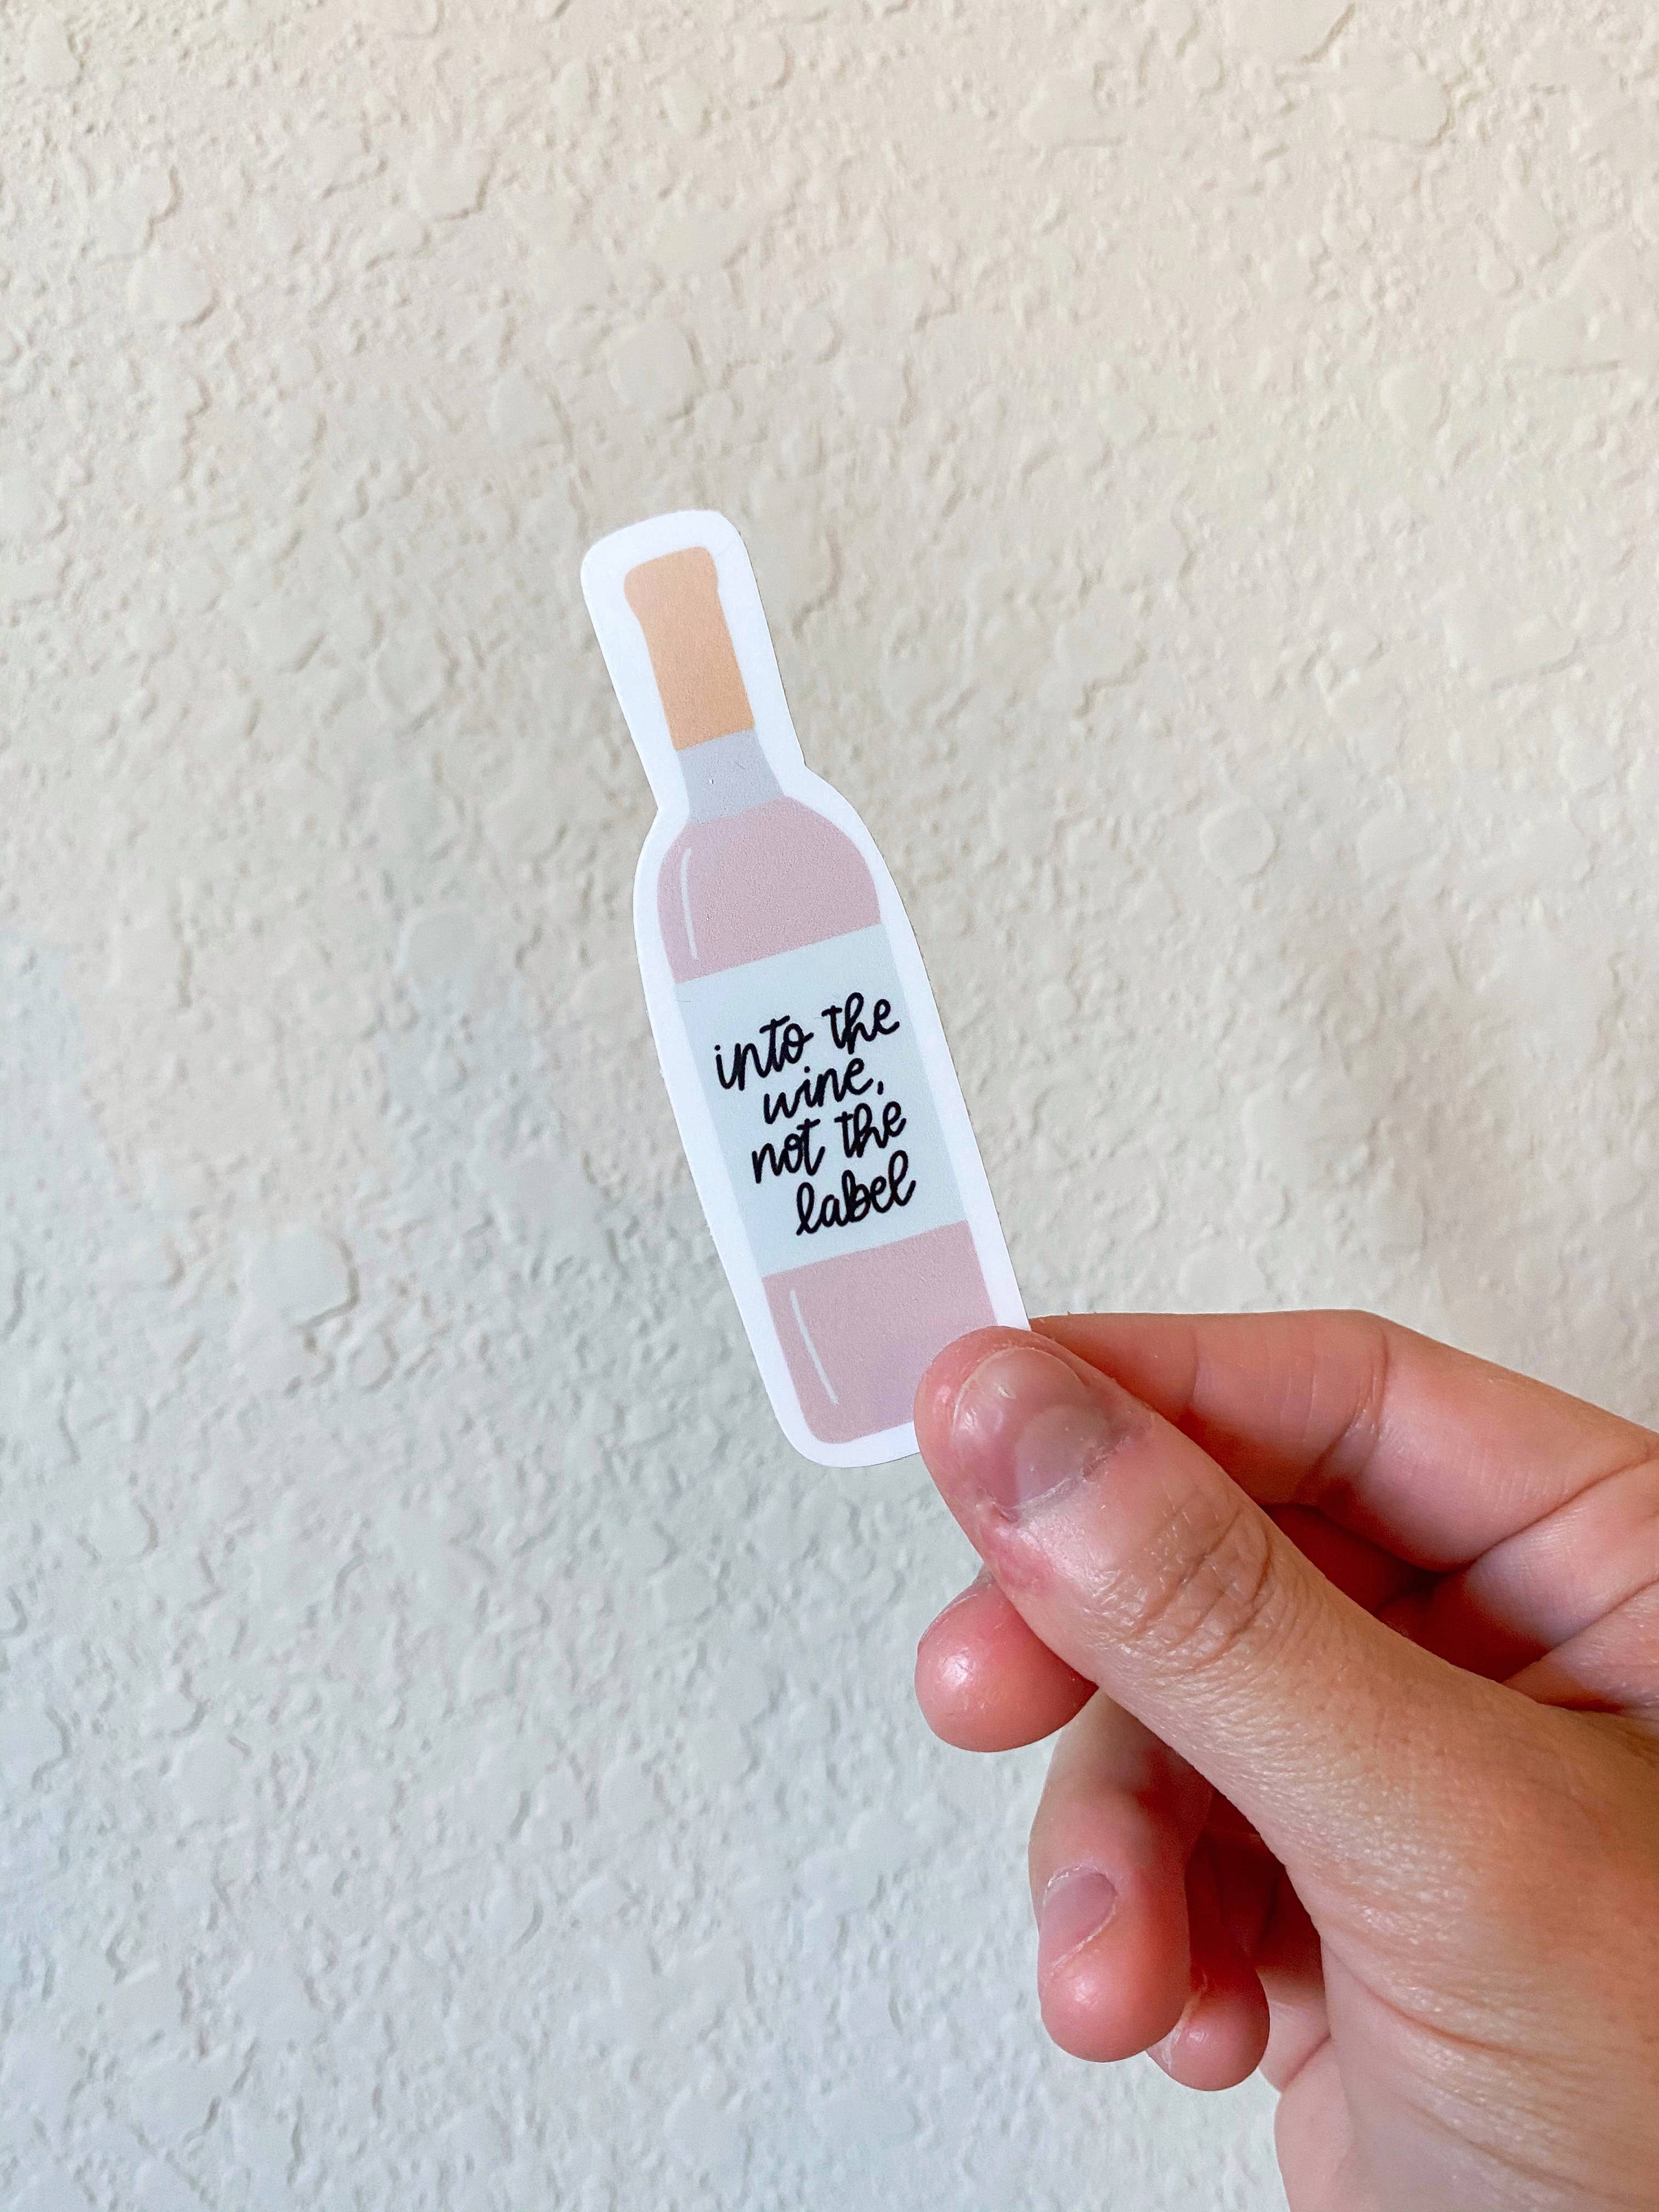 into the
wine,
not the
label